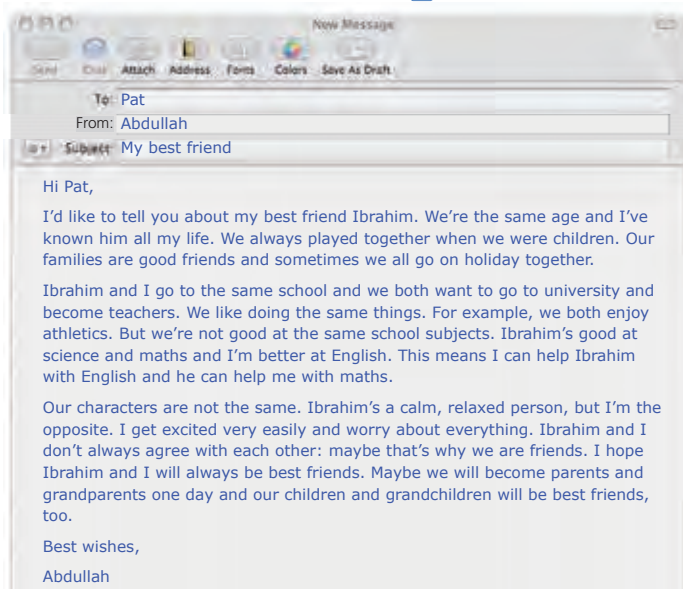 New Message
Send Chat Attach Address Fonts Colors Save As Draft
To: Pat
From: Abdullah
Subject: My best friend
Hi Pat,
I'd like to tell you about my best friend Ibrahim. We're the same age and I've
known him all my life. We always played together when we were children. Our
families are good friends and sometimes we all go on holiday together.
Ibrahim and I go to the same school and we both want to go to university and
become teachers. We like doing the same things. For example, we both enjoy
athletics. But we're not good at the same school subjects. Ibrahim's good at
science and maths and I'm better at English. This means I can help Ibrahim
with English and he can help me with maths.
Our characters are not the same. Ibrahim's a calm, relaxed person, but I'm the
opposite. I get excited very easily and worry about everything. Ibrahim and I
don't always agree with each other: maybe that's why we are friends. I hope
Ibrahim and I will always be best friends. Maybe we will become parents and
grandparents one day and our children and grandchildren will be best friends,
too.
Best wishes,
Abdullah